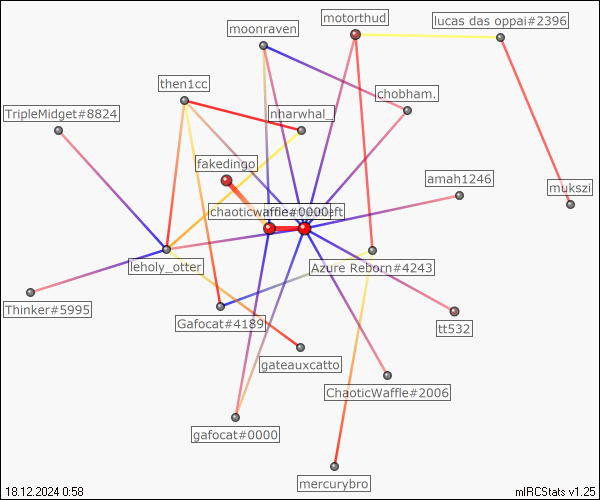 moonraven
motorthud
lucas das oppai#2396
then1cc
chobham.
TripleMidget#8824
nharwhal_
fakedingo
amah1246
mukszi
chaoticwaffle#0000
leholy_otter
Azure Reborn#4243
Thinker#5995
Gafocat#4189
tt532
gateauxcatto
ChaoticWaffle#2006
gafocat#0000
mercurybro
18.12.2024 0:58
mIRCStats v1.25